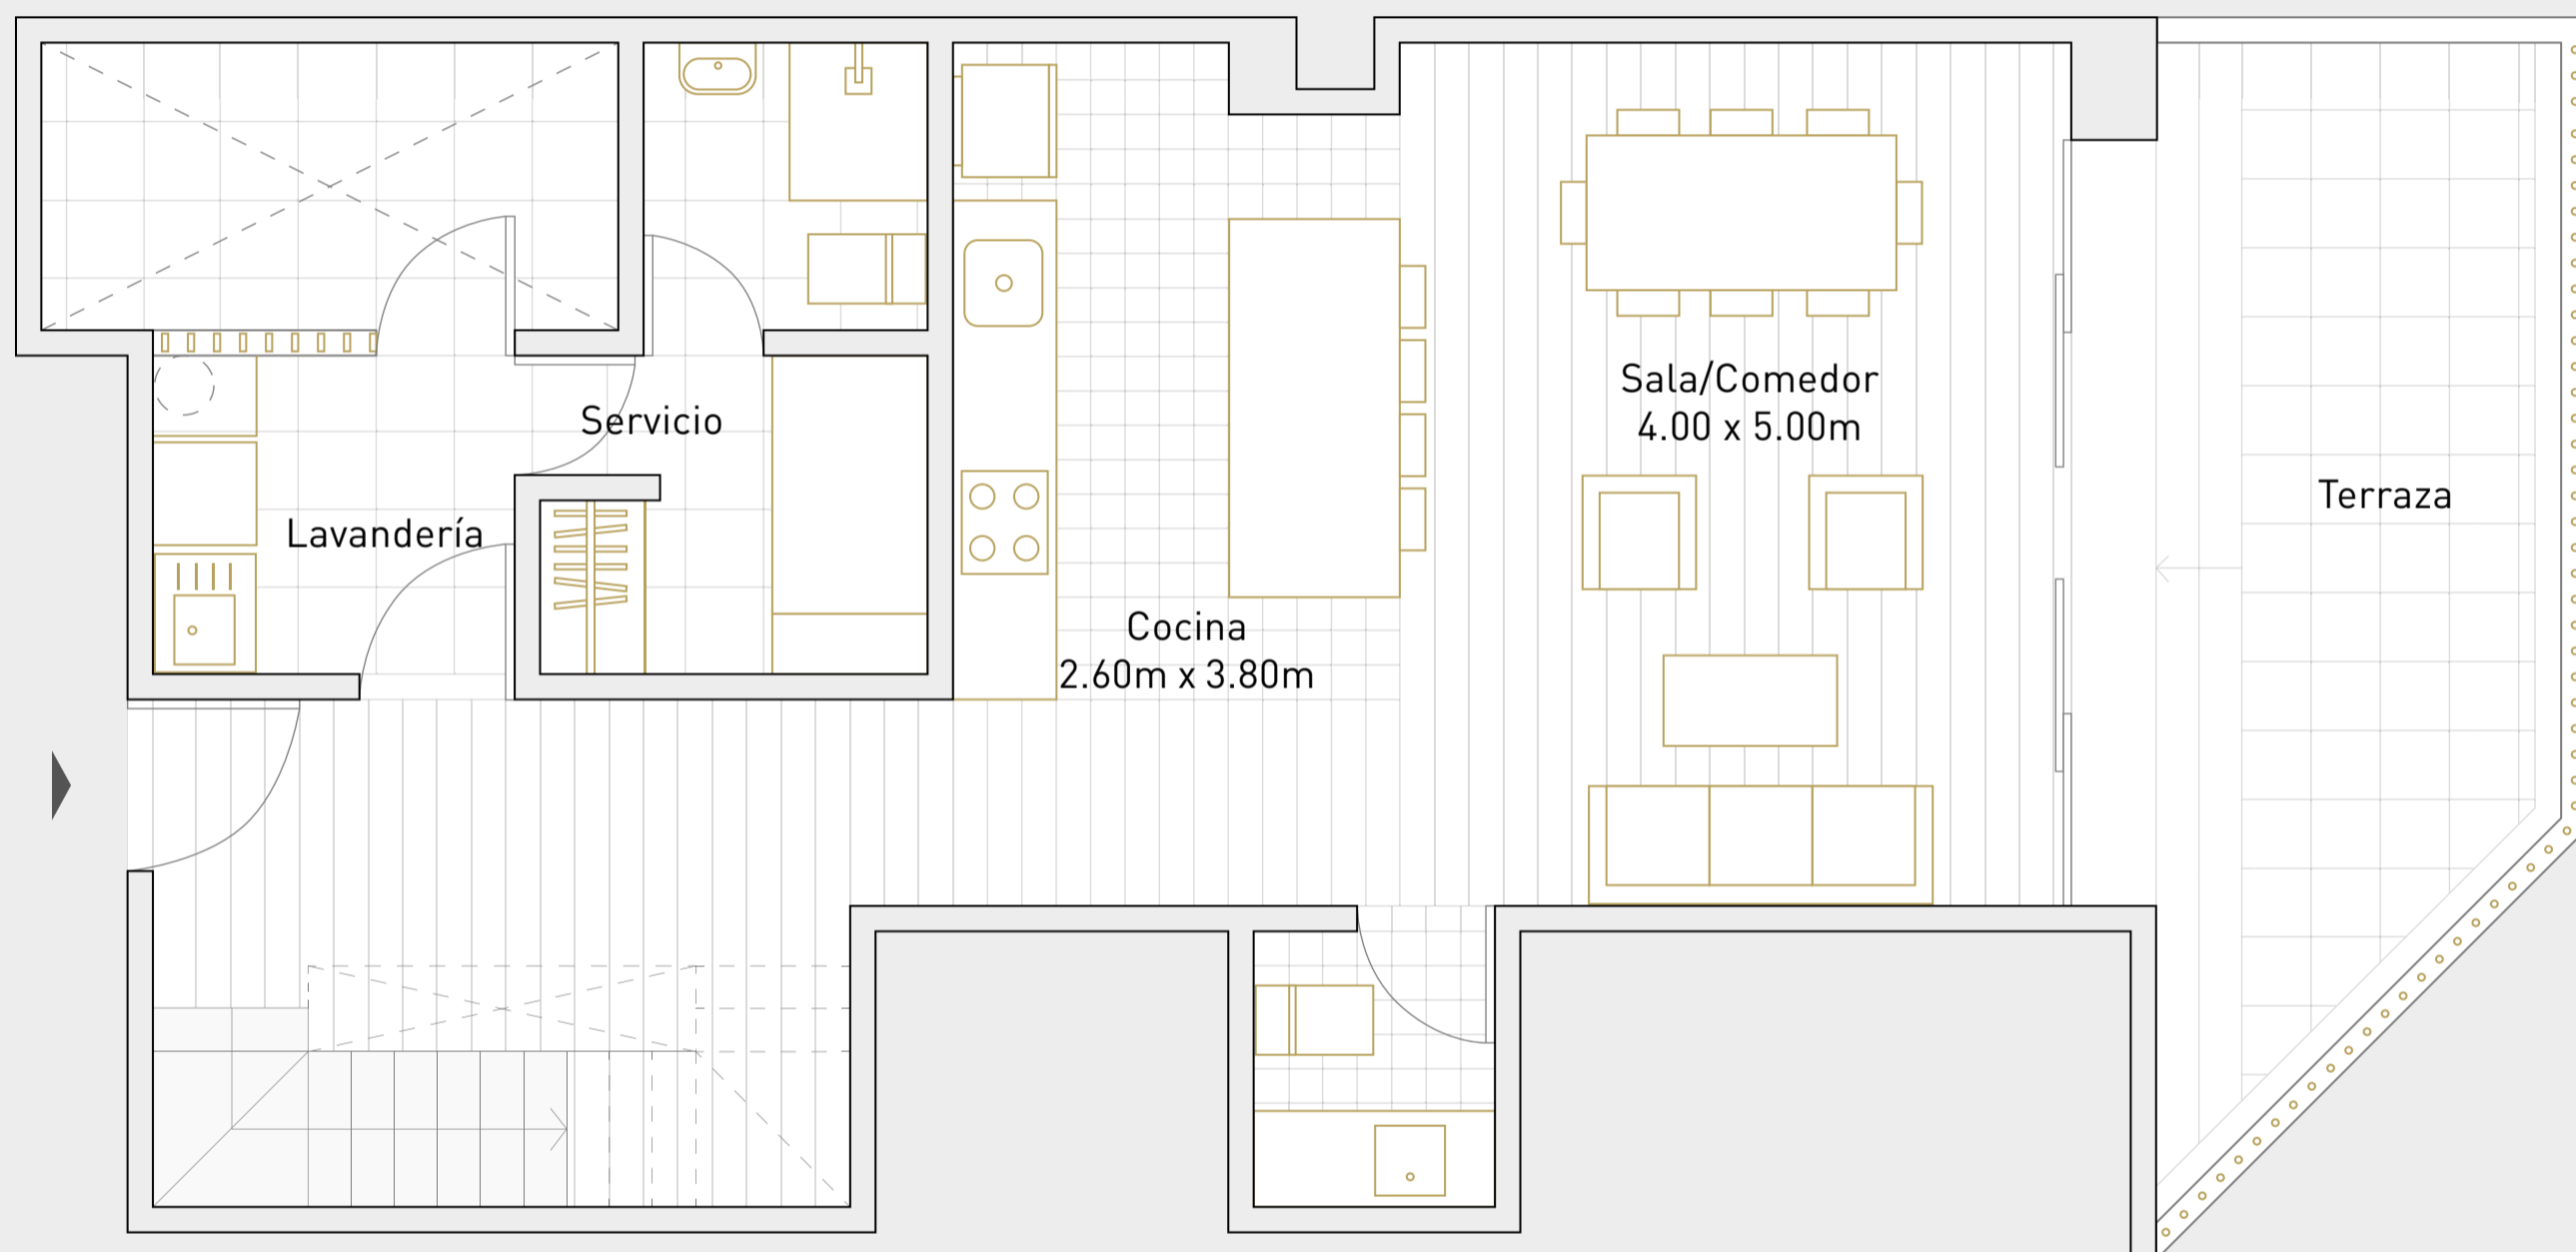 Servicio
Lavandería
Cocina
2.60m x 3.80m
Sala/Comedor
4.00 x 5.00m
Terraza